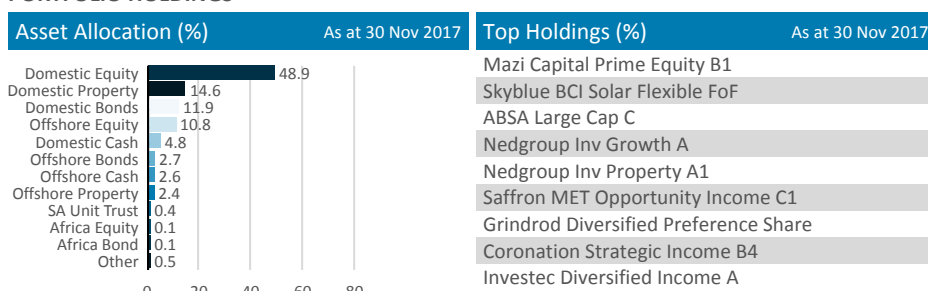 Asset Allocation (%) As at 30 Nov 2017
Domestic Equity 48.9
Domestic Property 14.6
Domestic Bonds 11.9
Offshore Equity 10.8
Domestic Cash 4.8
Offshore Bonds 2.7
Offshore Cash 2.6
Offshore Property 2.4
SA Unit Trust 0.4
Africa Equity 0.1
Africa Bond 0.1
Other 0.5
0 20 40 60 80
Top Holdings (%) As at 30 Nov 2017
Mazi Capital Prime Equity B1
Skyblue BCI Solar Flexible FoF
ABSA Large Cap C
Nedgroup Inv Growth A
Nedgroup Inv Property A1
Saffron MET Opportunity Income C1
Grindrod Diversified Preference Share
Coronation Strategic Income B4
Investec Diversified Income A